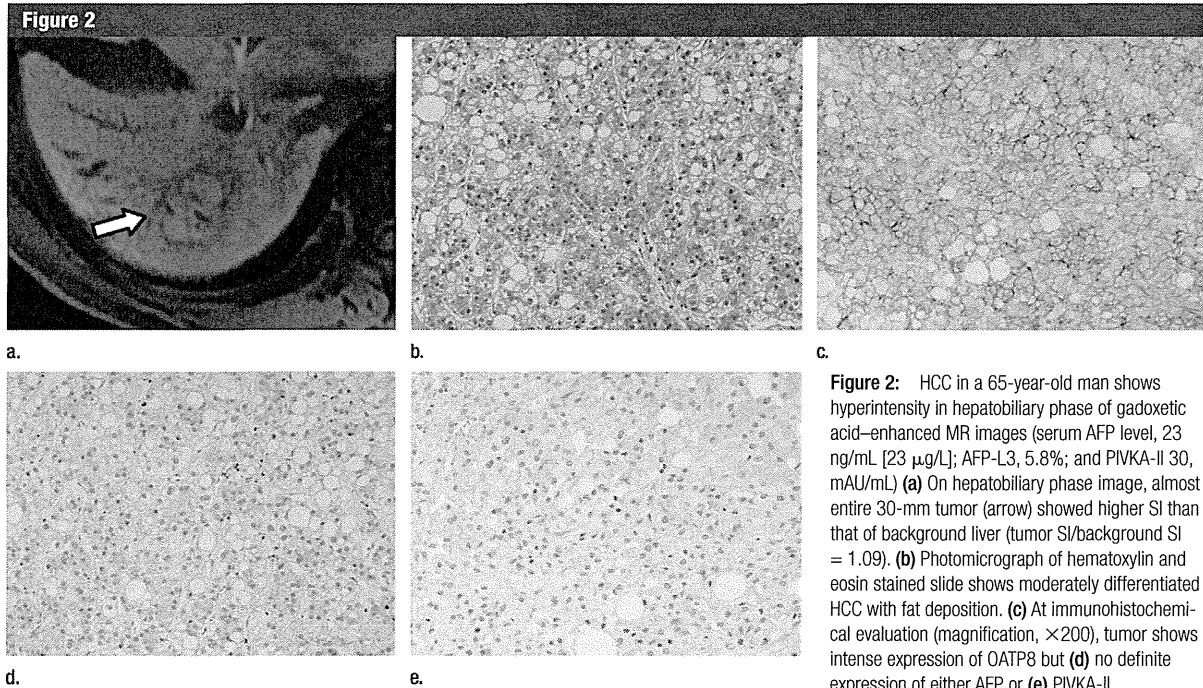 Figure 2
a.
b.
c.
d.
e.
Figure 2: HCC in a 65-year-old man shows
hyperintensity in hepatobiliary phase of gadoxetic
acid–enhanced MR images (serum AFP level, 23
ng/mL [23 μg/L]; AFP-L3, 5.8%; and PIVKA-II 30,
mAU/mL) (a) On hepatobiliary phase image, almost
entire 30-mm tumor (arrow) showed higher SI than
that of background liver (tumor SI/background SI
= 1.09). (b) Photomicrograph of hematoxylin and
eosin stained slide shows moderately differentiated
HCC with fat deposition. (c) At immunohistochemi-
cal evaluation (magnification, ×200), tumor shows
intense expression of OATP8 but (d) no definite
expression of either AFP or (e) PIVKA-II.